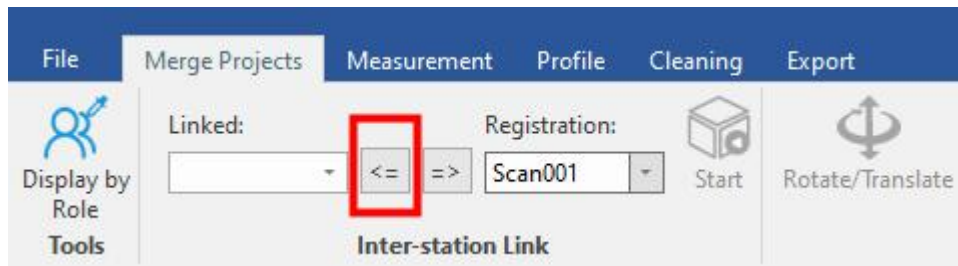 File Merge Projects Measurement Profile Cleaning Export
Linked: Registration:
<= => Scan001 Start Rotate/Translate
Display by
Role
Tools Inter-station Link